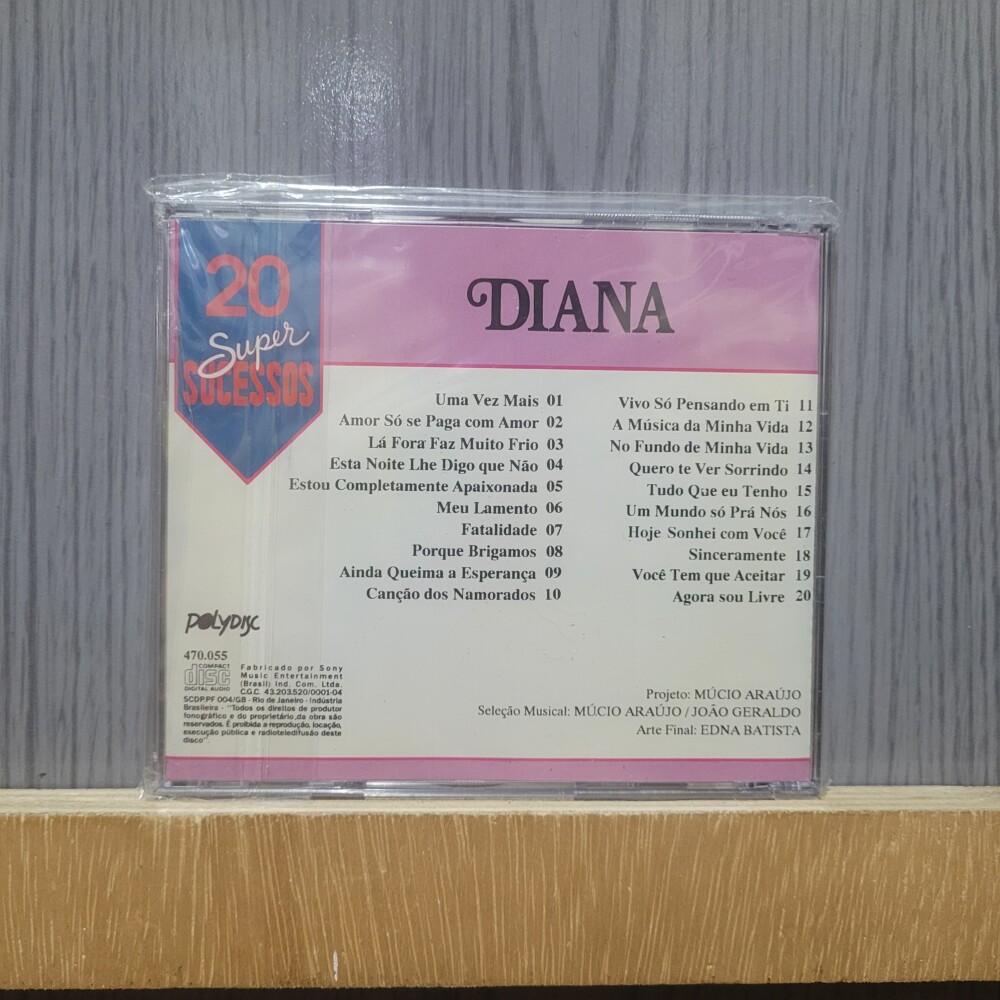 20
Super
SUCESSOS
DIANA
Uma Vez Mais 01
Amor Só se Paga com Amor 02
Lá Fora Faz Muito Frio 03
Esta Noite Lhe Digo que Não 04
Estou Completamente Apaixonada 05
Meu Lamento 06
Fatalidade 07
Porque Brigamos 08
Ainda Queima a Esperança 09
Canção dos Namorados 10
Vivo Só Pensando em Ti 11
A Música da Minha Vida 12
No Fundo de Minha Vida 13
Quero te Ver Sorrindo 14
Tudo Que eu Tenho 15
Um Mundo só Prá Nós 16
Hoje Sonhei com Você 17
Sinceramente 18
Você Tem que Aceitar 19
Agora sou Livre 20
POLYDISC
470.055
COMPACT
disc
DIGITAL AUDIO
Fabricado por Sony
Music Entertainment
(Brasil) Ind. Com. Ltda.
C.G.C. 43.203.520/0001-04
SCDP.PF 004/GB - Rio de Janeiro - Indústria
Brasileira - "Todos os direitos de produtor
fonográfico e do proprietário,da obra são
reservados. É proibida a reprodução, locação,
execução pública e radioteledifusão deste
disco".
Projeto: MÚCIO ARAÚJO
Seleção Musical: MÚCIO ARAÚJO / JOÃO GERALDO
Arte Final: EDNA BATISTA